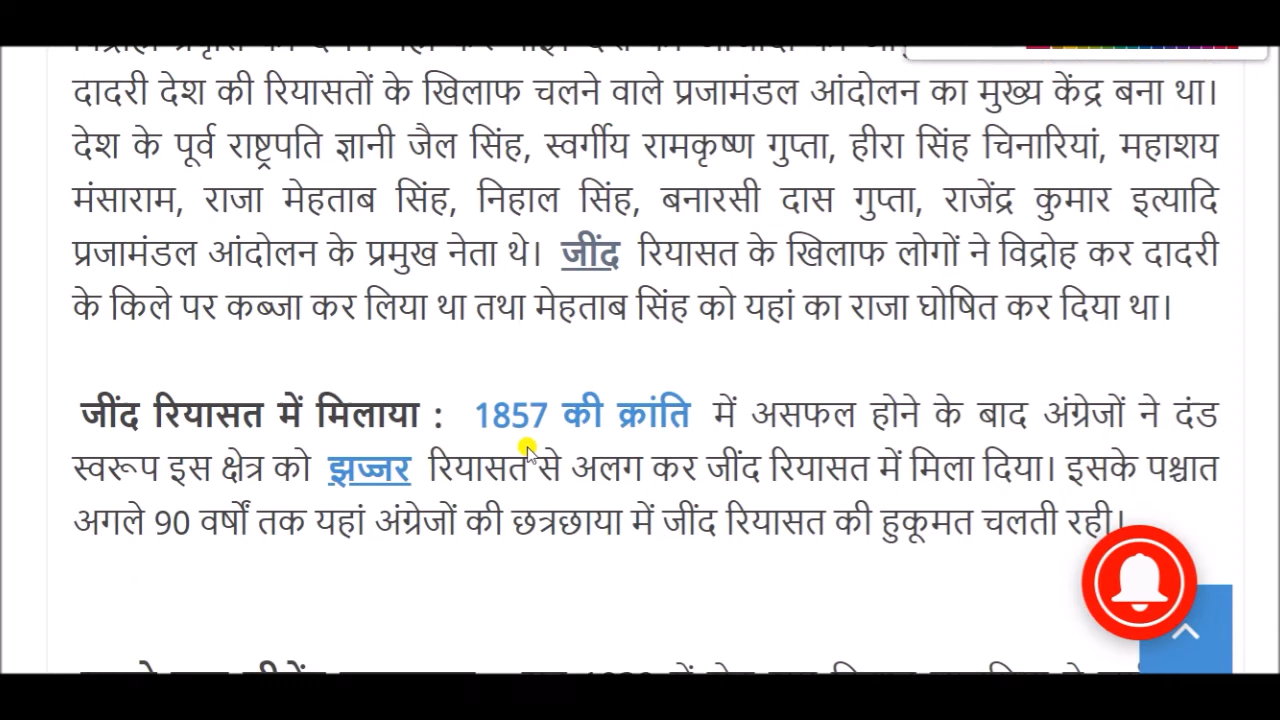 दादरी देश की रियासतों के खिलाफ चलने वाले प्रजामंडल आंदोलन का मुख्य केंद्र बना था।
देश के पूर्व राष्ट्रपति ज्ञानी जैल सिंह, स्वर्गीय रामकृष्ण गुप्ता, हीरा सिंह चिनारियां, महाशय
मंसाराम, राजा मेहताब सिंह, निहाल सिंह, बनारसी दास गुप्ता, राजेंद्र कुमार इत्यादि
प्रजामंडल आंदोलन के प्रमुख नेता थे। जींद रियासत के खिलाफ लोगों ने विद्रोह कर दादरी
के किले पर कब्जा कर लिया था तथा मेहताब सिंह को यहां का राजा घोषित कर दिया था।
जींद रियासत में मिलाया : 1857 की क्रांति में असफल होने के बाद अंग्रेजों ने दंड
स्वरूप इस क्षेत्र को झज्जर रियासत से अलग कर जींद रियासत में मिला दिया। इसके पश्चात
अगले 90 वर्षों तक यहां अंग्रेजों की छत्रछाया में जींद रियासत की हुकूमत चलती रही।